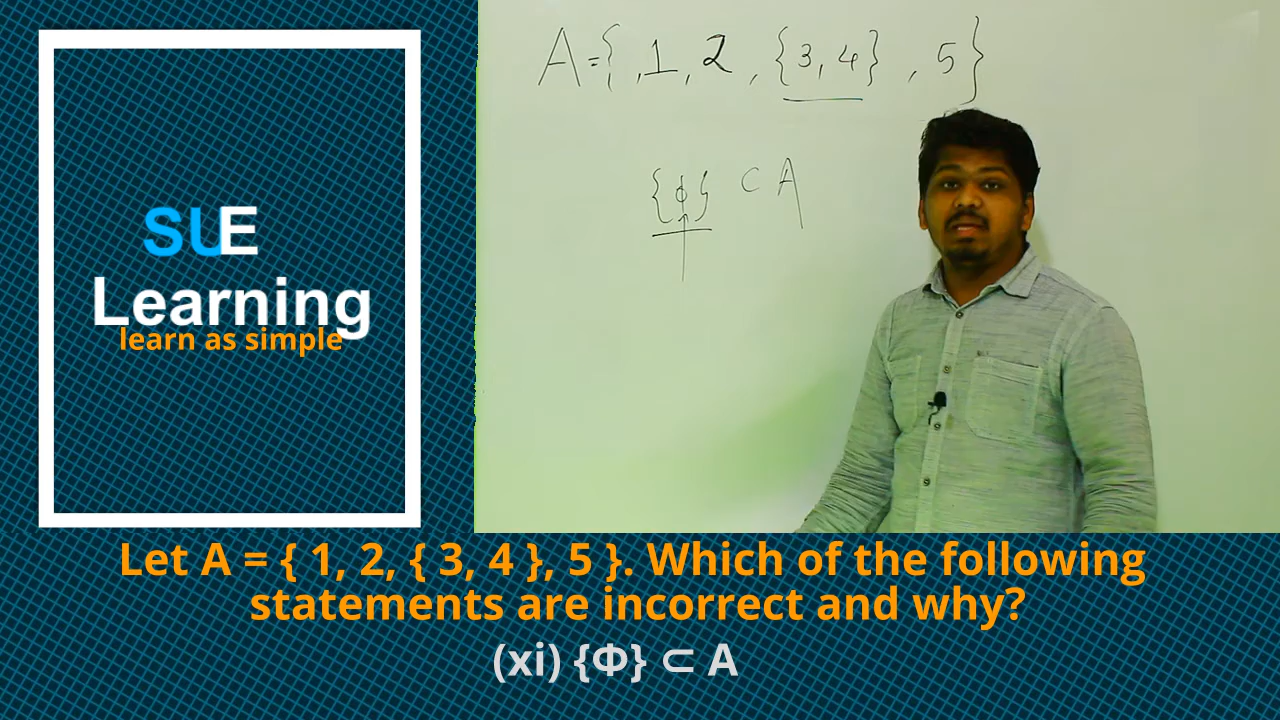 SUE
Learning
learn as simple
A={ ,1, 2, {3,4} , 5}
{ϕ} ⊂ A
Let A = { 1, 2, { 3, 4 }, 5 }. Which of the following
statements are incorrect and why?
(xi) {Φ} ⊂ A